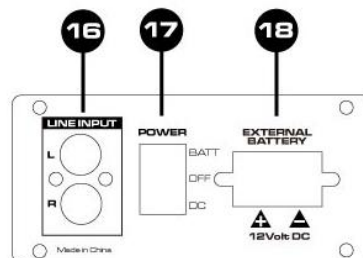 16 17 18
LINE INPUT
L
R
POWER
BATT
OFF
DC
EXTERNAL
BATTERY
+ −
12Volt DC
Made in China